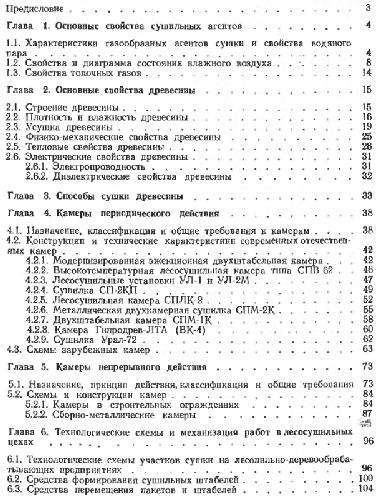 Предисловие . . . 3
Глава 1. Основные свойства сушильных агентов . . . 4
1.1. Характеристика газообразных агентов сушки и свойства водяного
пара . . . 4
1.2. Свойства и диаграмма состояния влажного воздуха . . . 8
1.3. Свойства топочных газов . . . 14
Глава 2. Основные свойства древесины . . . 15
2.1. Строение древесины . . . 15
2.2. Плотность и влажность древесины . . . 16
2.3. Усушка древесины . . . 19
2.4. Физико-механические свойства древесины . . . 25
2.5. Тепловые свойства древесины . . . 28
2.6. Электрические свойства древесины . . . 31
2.6.1. Электропроводность . . . 31
2.6.2. Диэлектрические свойства древесины . . . 32
Глава 3. Способы сушки древесины . . . 33
Глава 4. Камеры периодического действия . . . 38
4.1. Назначение, классификация и общие требования к камерам . . . 38
4.2. Конструкции и технические характеристики современных отечествен-
ных камер . . . 42
4.2.1. Модернизированная эжекционная двухштабельная камера . . . 42
4.2.2. Высокотемпературная лесосушильная камера типа СПВ 62 . . . 46
4.2.3. Лесосушильные установки УЛ-1 и УЛ-2М . . . 47
4.2.4. Сушилка СП-2КП . . . 49
4.2.5. Лесосушильная камера СПЛК-2 . . . 52
4.2.6. Металлическая двухкамерная сушилка СПМ-2К . . . 55
4.2.7. Двухштабельная камера СПМ-1К . . . 58
4.2.8. Камера Гипродрев-ЛТА (ВК-4) . . . 60
4.2.9. Сушилка Урал-72 . . . 62
4.3. Схемы зарубежных камер . . . 63
Глава 5. Камеры непрерывного действия . . . 73
5.1. Назначение, принцип действия, классификация и общие требования 73
5.2. Схемы и конструкции камер . . . 84
5.2.1. Камеры в строительных ограждениях . . . 84
5.2.2. Сборно-металлические камеры . . . 87
Глава 6. Технологические схемы и механизация работ в лесосушильных
цехах . . . 96
6.1. Технологические схемы участков сушки на лесопильно-деревообраба-
тывающих предприятиях . . . 96
6.2. Средства формирования сушильных штабелей . . . 100
6.3. Средства перемещения пакетов и штабелей . . . 104